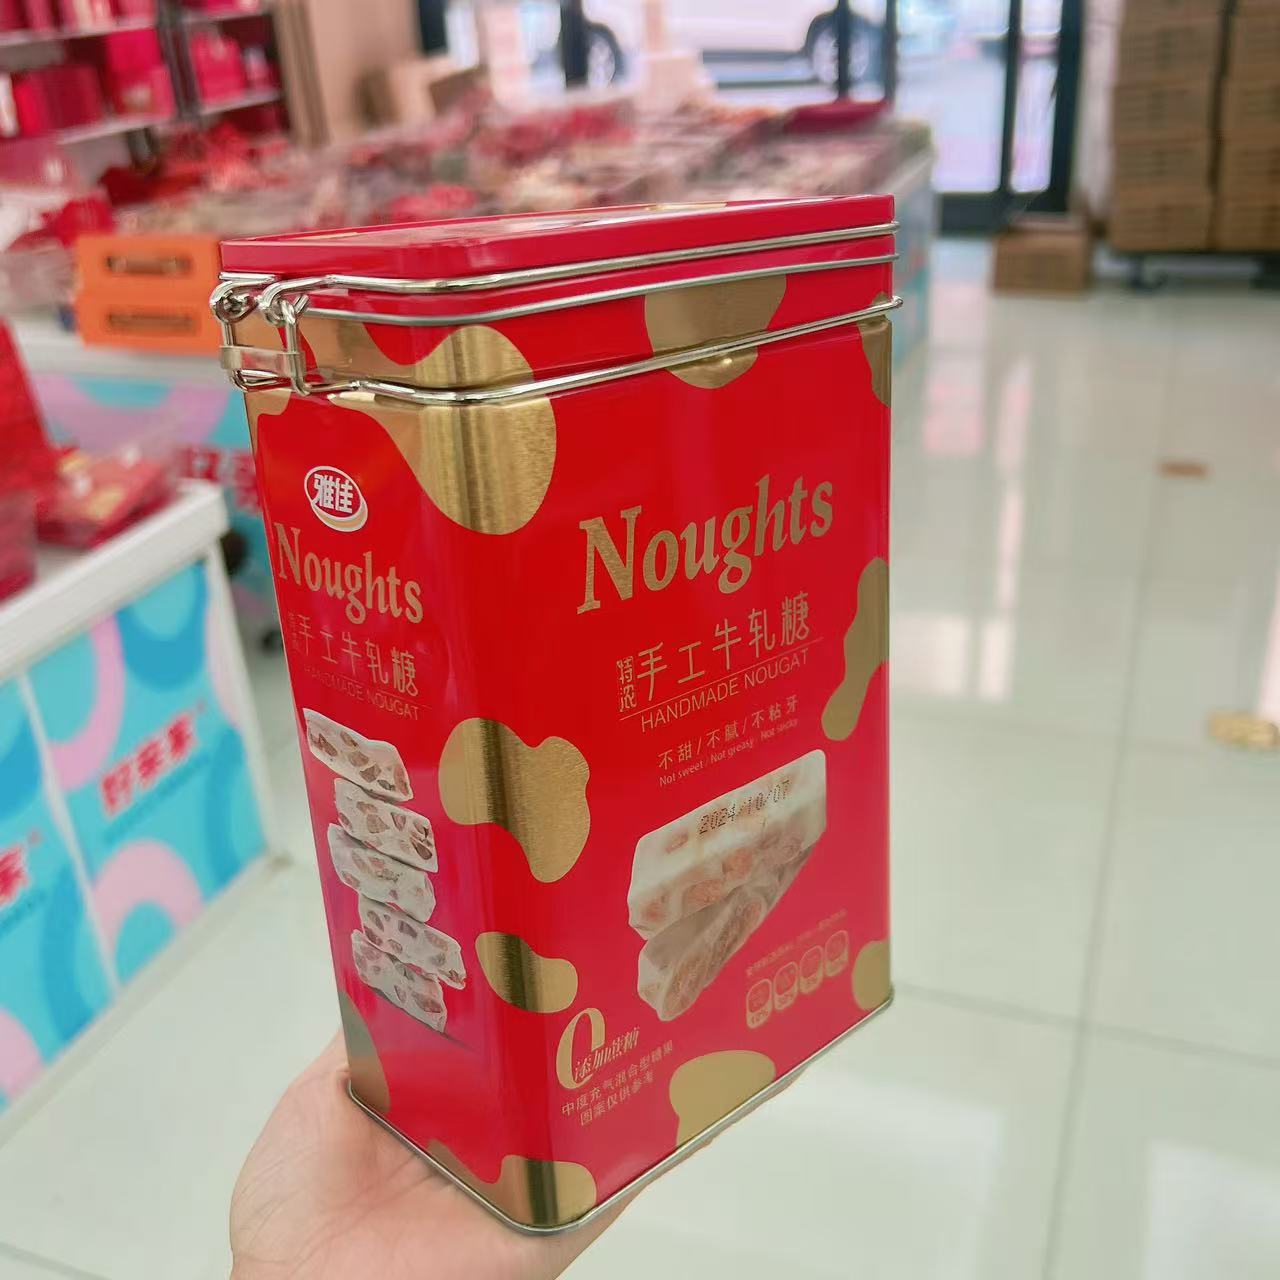 雅佳
Noughts
特浓
手工牛轧糖
HANDMADE NOUGAT
Noughts
特浓
手工牛轧糖
HANDMADE NOUGAT
不甜/不腻/不粘牙
Not sweet / Not greasy / Not sticky
2024/10/07
0添加蔗糖
中度充气混合型糖果
图案仅供参考
好来家